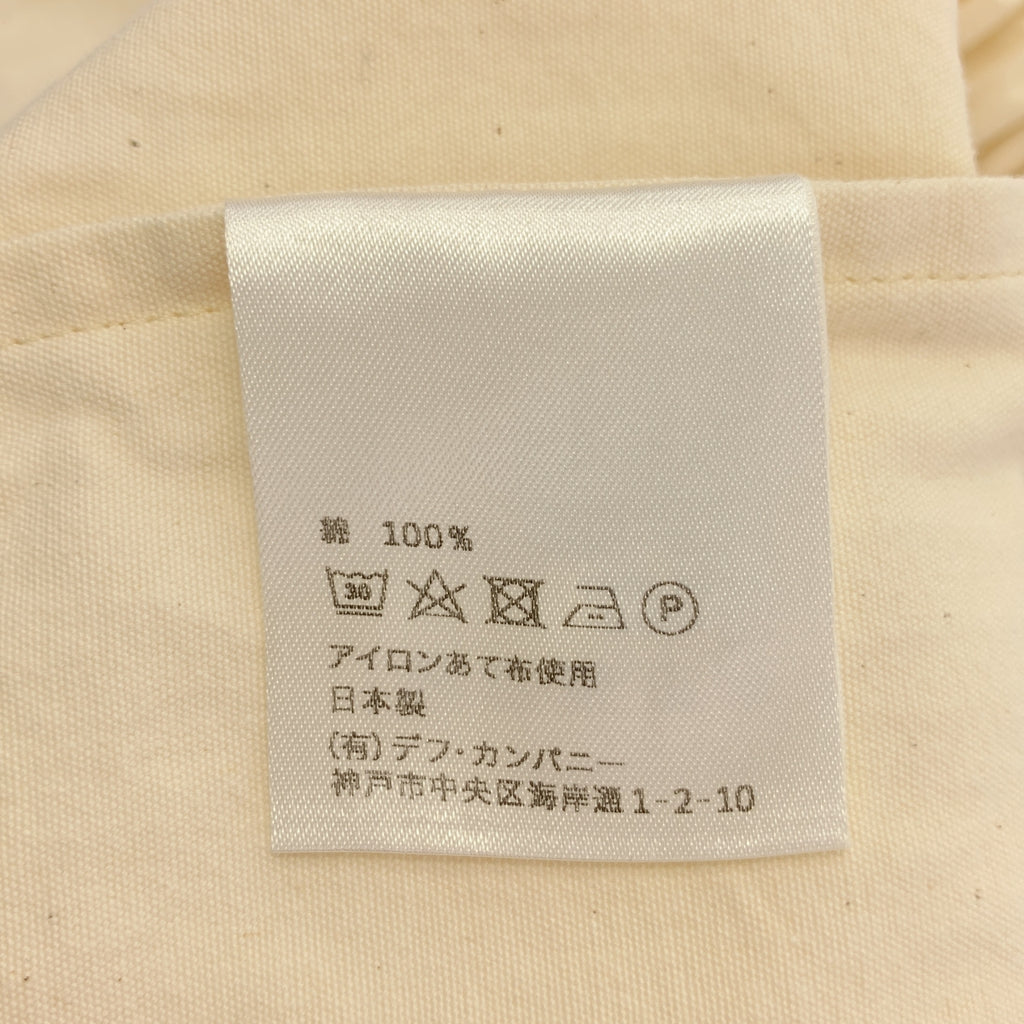 綿 100%
30 P
アイロンあて布使用
日本製
(有)デフ・カンパニー
神戸市中央区海岸通1-2-10